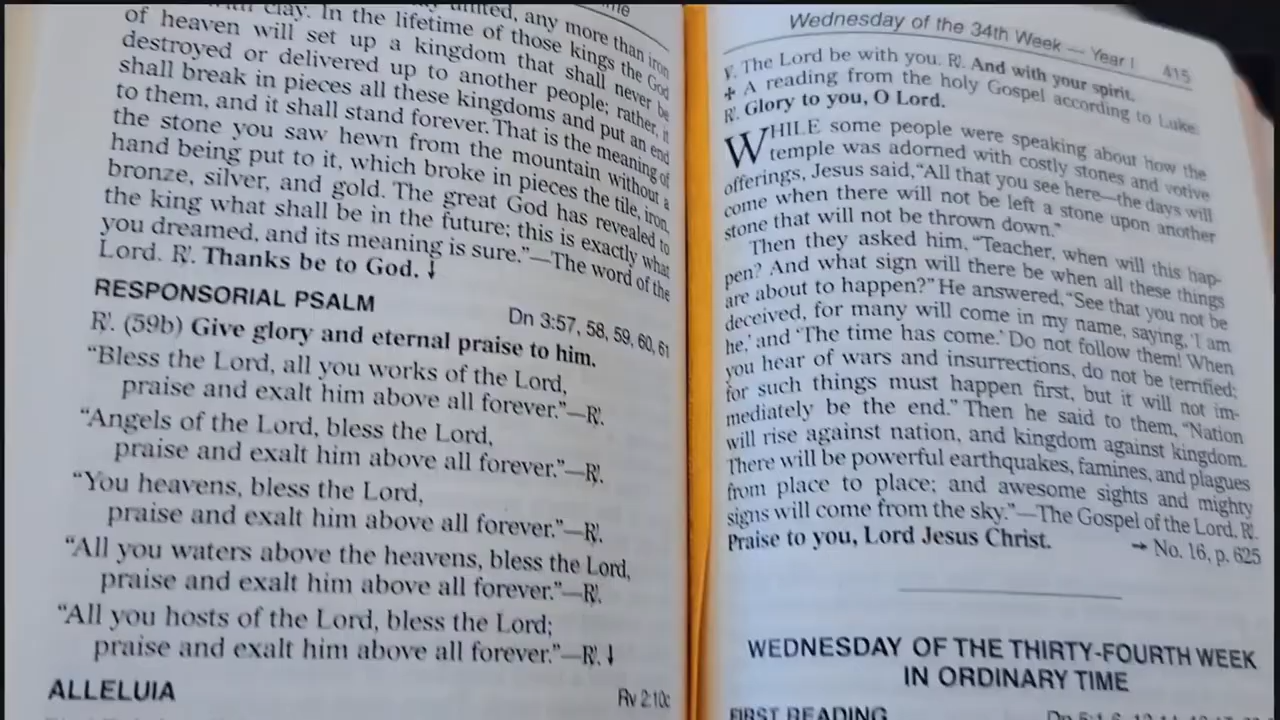 clay. In the lifetime of those kings the God
united, any more than iron
of heaven will set up a kingdom that shall never be
destroyed or delivered up to another people; rather, it
shall break in pieces all these kingdoms and put an end
to them, and it shall stand forever. That is the meaning of
the stone you saw hewn from the mountain without a
hand being put to it, which broke in pieces the tile, iron,
bronze, silver, and gold. The great God has revealed to
the king what shall be in the future; this is exactly what
you dreamed, and its meaning is sure.”—The word of the
Lord. ℟. Thanks be to God. ↓
RESPONSORIAL PSALM
Dn 3:57, 58, 59, 60, 61
℟. (59b) Give glory and eternal praise to him.
“Bless the Lord, all you works of the Lord,
praise and exalt him above all forever.”—℟.
“Angels of the Lord, bless the Lord,
praise and exalt him above all forever.”—℟.
“You heavens, bless the Lord,
praise and exalt him above all forever.”—℟.
“All you waters above the heavens, bless the Lord,
praise and exalt him above all forever.”—℟.
“All you hosts of the Lord, bless the Lord;
praise and exalt him above all forever.”—℟. ↓
ALLELUIA
Rv 2:10c
Wednesday of the 34th Week — Year I 415
℣. The Lord be with you. ℟. And with your spirit.
✚ A reading from the holy Gospel according to Luke
℟. Glory to you, O Lord.
WHILE some people were speaking about how the
temple was adorned with costly stones and votive
offerings, Jesus said, “All that you see here—the days will
come when there will not be left a stone upon another
stone that will not be thrown down.”
Then they asked him, “Teacher, when will this hap-
pen? And what sign will there be when all these things
are about to happen?” He answered, “See that you not be
deceived, for many will come in my name, saying, ‘I am
he,’ and ‘The time has come.’ Do not follow them! When
you hear of wars and insurrections, do not be terrified;
for such things must happen first, but it will not im-
mediately be the end.” Then he said to them, “Nation
will rise against nation, and kingdom against kingdom.
There will be powerful earthquakes, famines, and plagues
from place to place; and awesome sights and mighty
signs will come from the sky.”—The Gospel of the Lord. ℟.
Praise to you, Lord Jesus Christ.
→ No. 16, p. 625
WEDNESDAY OF THE THIRTY-FOURTH WEEK
IN ORDINARY TIME
FIRST READING